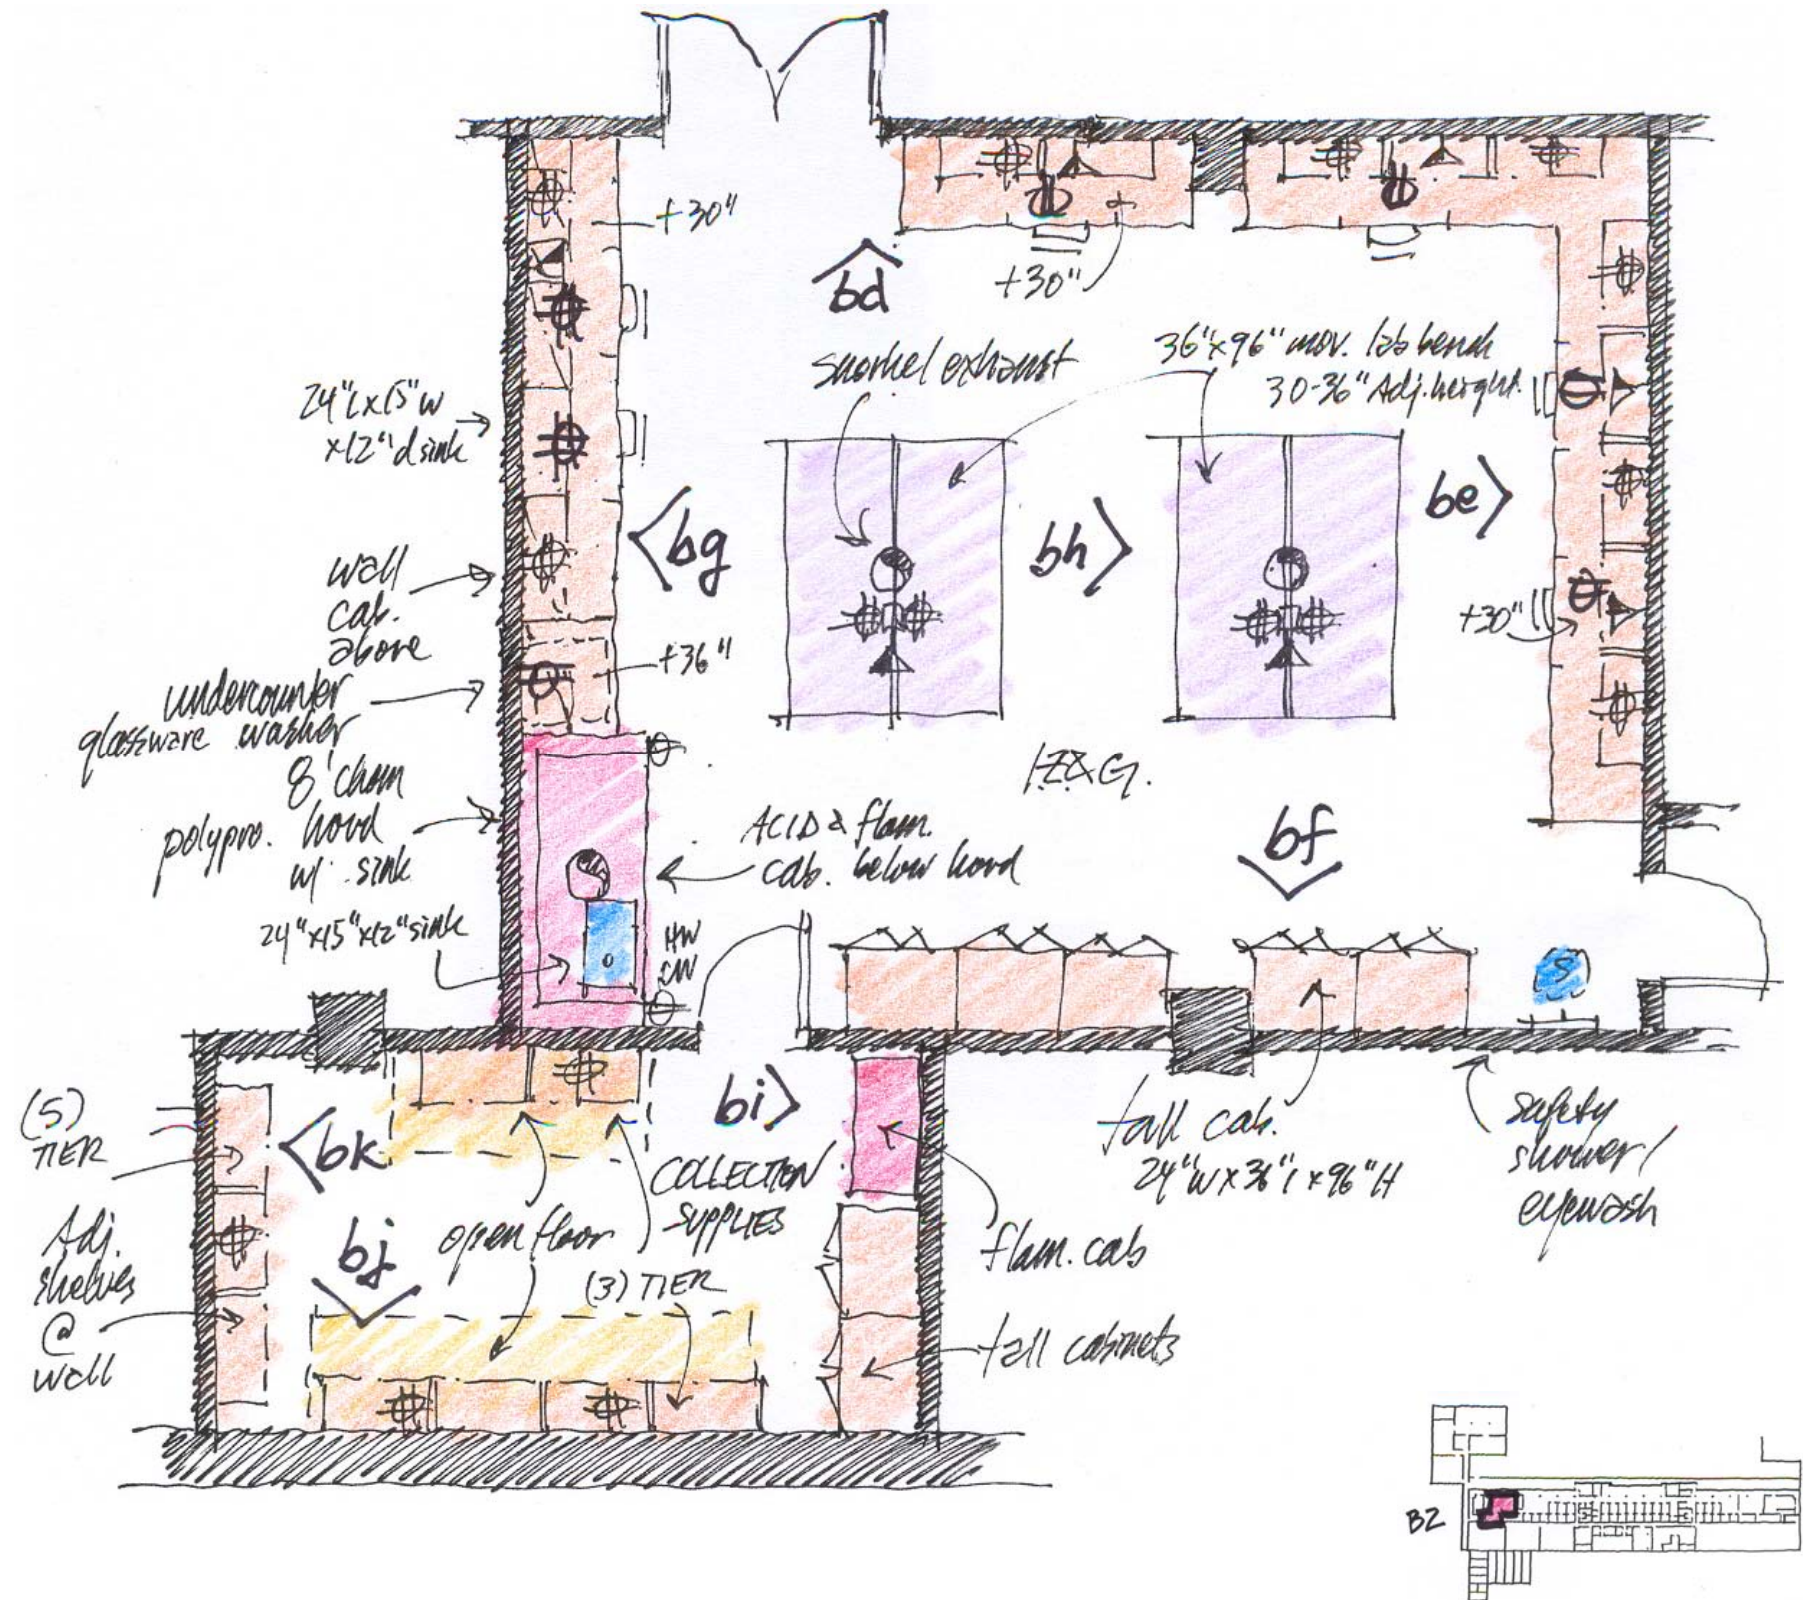 +30"
bd
+30"
snorkel exhaust
36"x96" mov. lab bench
30-36" Adj. height.
24"l x 15"w
x 12"d sink
bg
bh
be
wall
cab.
above
+30"
+36"
undercounter
glassware washer
8' chem
polypro. hood
w/ sink
ACID & flam.
cab. below hood
bf
24"x15"x12" sink
HW
CW
S
bi
(5)
TIER
bk
COLLECTION
SUPPLIES
tall cab.
24"w x 36"l x 96"H
safety
shower/
eyewash
Adj.
shelves
@
wall
bj
open floor
(3) TIER
flam. cab
tall cabinets
B2